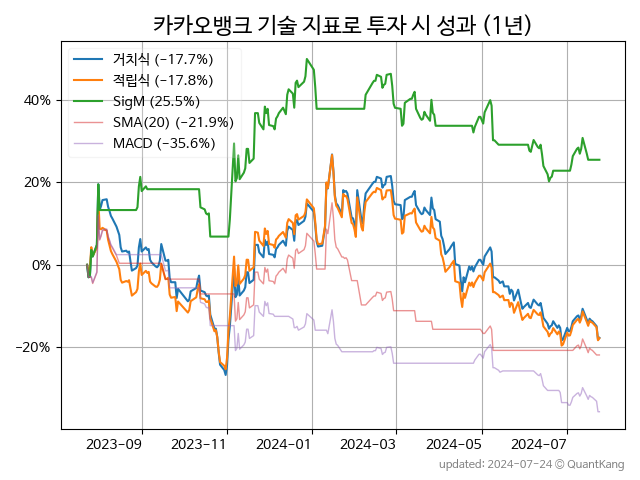 카카오뱅크 기술 지표로 투자 시 성과 (1년)
거치식 (−17.7%)
적립식 (−17.8%)
SigM (25.5%)
SMA(20) (−21.9%)
MACD (−35.6%)
40%
20%
0%
−20%
2023-09 2023-11 2024-01 2024-03 2024-05 2024-07
updated: 2024-07-24 © QuantKang